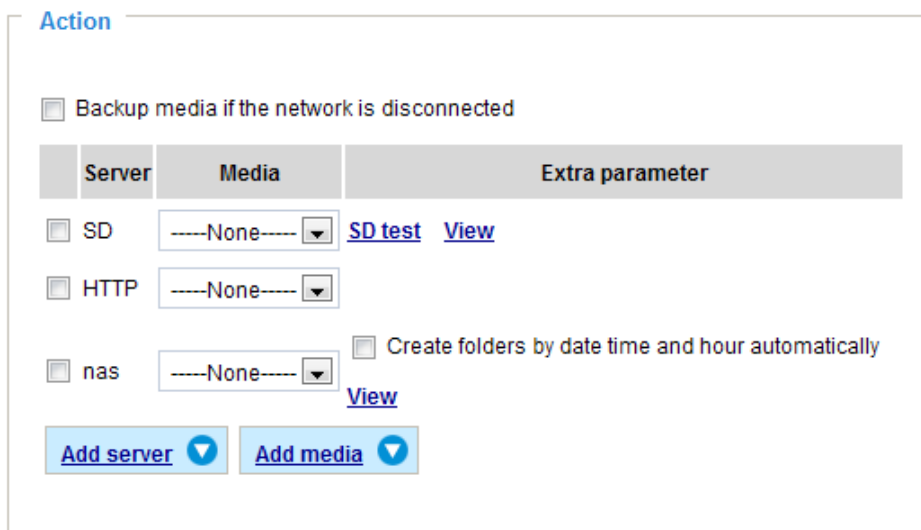 Action
Backup media if the network is disconnected
Server Media Extra parameter
SD -----None----- SD test View
HTTP -----None-----
nas -----None----- Create folders by date time and hour automatically
View
Add server Add media